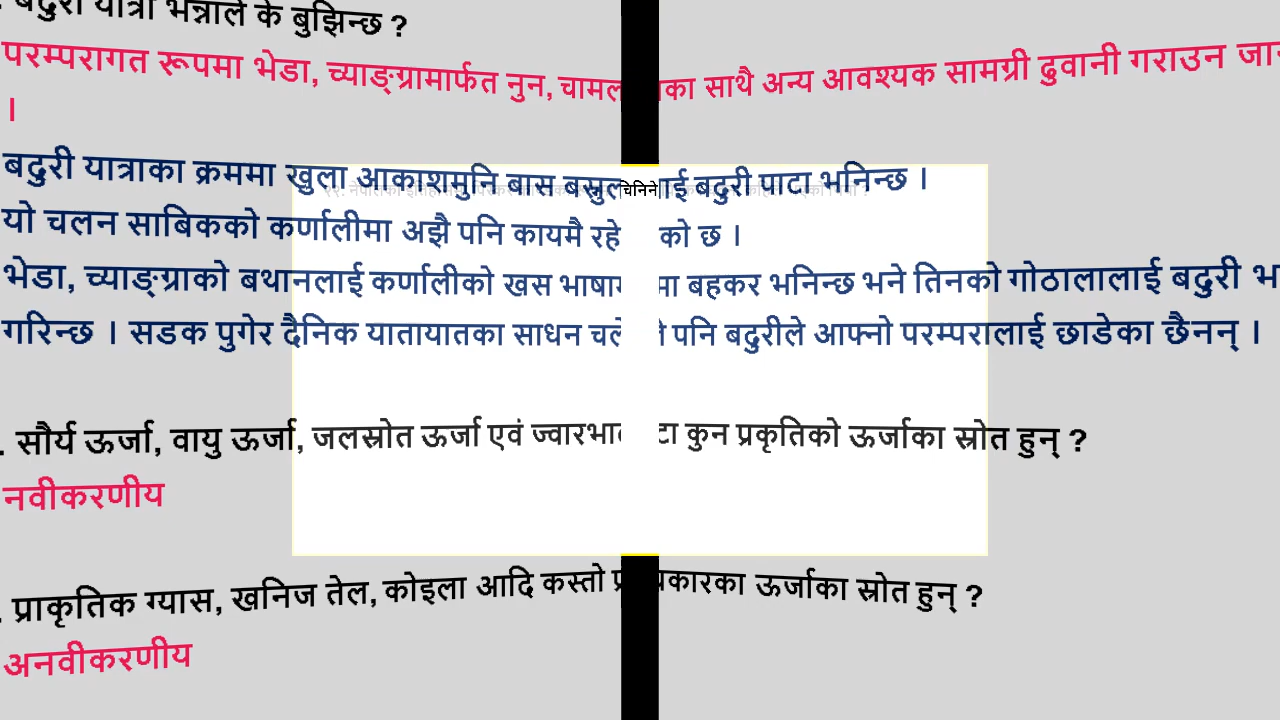 . बदुरी यात्रा भन्नाले के बुझिन्छ ?
परम्परागत रूपमा भेडा, च्याङ्ग्रामार्फत नुन, चामल का साथै अन्य आवश्यक सामग्री ढुवानी गराउन
।
बदुरी यात्राका क्रममा खुला आकाशमुनि बास बस्नुल ाई बदुरी पाटा भनिन्छ ।
यो चलन साबिकको कर्णालीमा अझै पनि कायमै रहे को छ ।
भेडा, च्याङ्ग्राको बथानलाई कर्णालीको खस भाषाम मा बहकर भनिन्छ भने तिनको गोठालालाई बदुरी
गरिन्छ । सडक पुगेर दैनिक यातायातका साधन पनि बदुरीले आफ्नो परम्परालाई छाडेका छैनन् ।
. सौर्य ऊर्जा, वायु ऊर्जा, जलस्रोत ऊर्जा एवं ज्वारभाट टा कुन प्रकृतिको ऊर्जाका स्रोत हुन् ?
नवीकरणीय
. प्राकृतिक ग्यास, खनिज तेल, कोइला आदि कस्तो प्र प्रकारका ऊर्जाका स्रोत हुन् ?
अनवीकरणीय